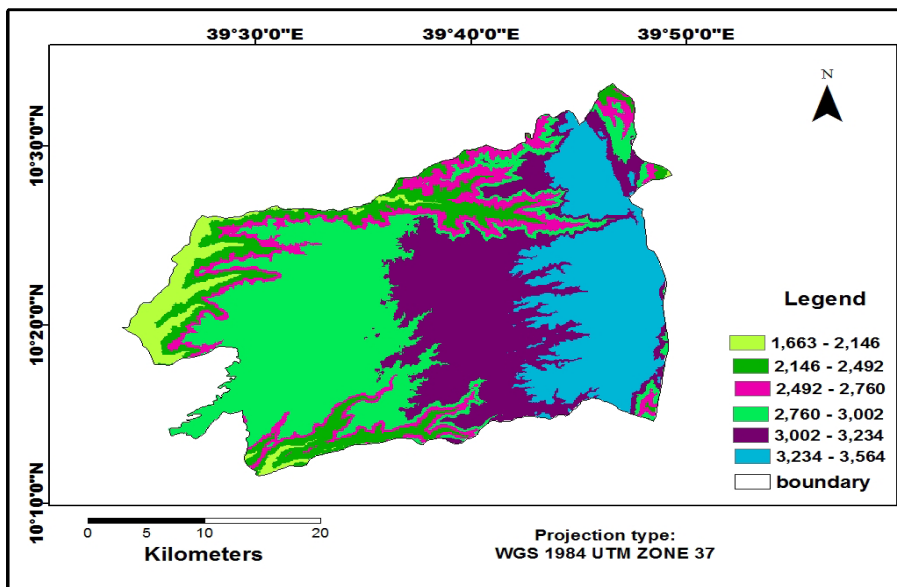 39°30'0"E 39°40'0"E 39°50'0"E
N
10°30'0"N
10°20'0"N
10°10'0"N
Legend
1,663 - 2,146
2,146 - 2,492
2,492 - 2,760
2,760 - 3,002
3,002 - 3,234
3,234 - 3,564
boundary
0 5 10 20
Kilometers
Projection type:
WGS 1984 UTM ZONE 37